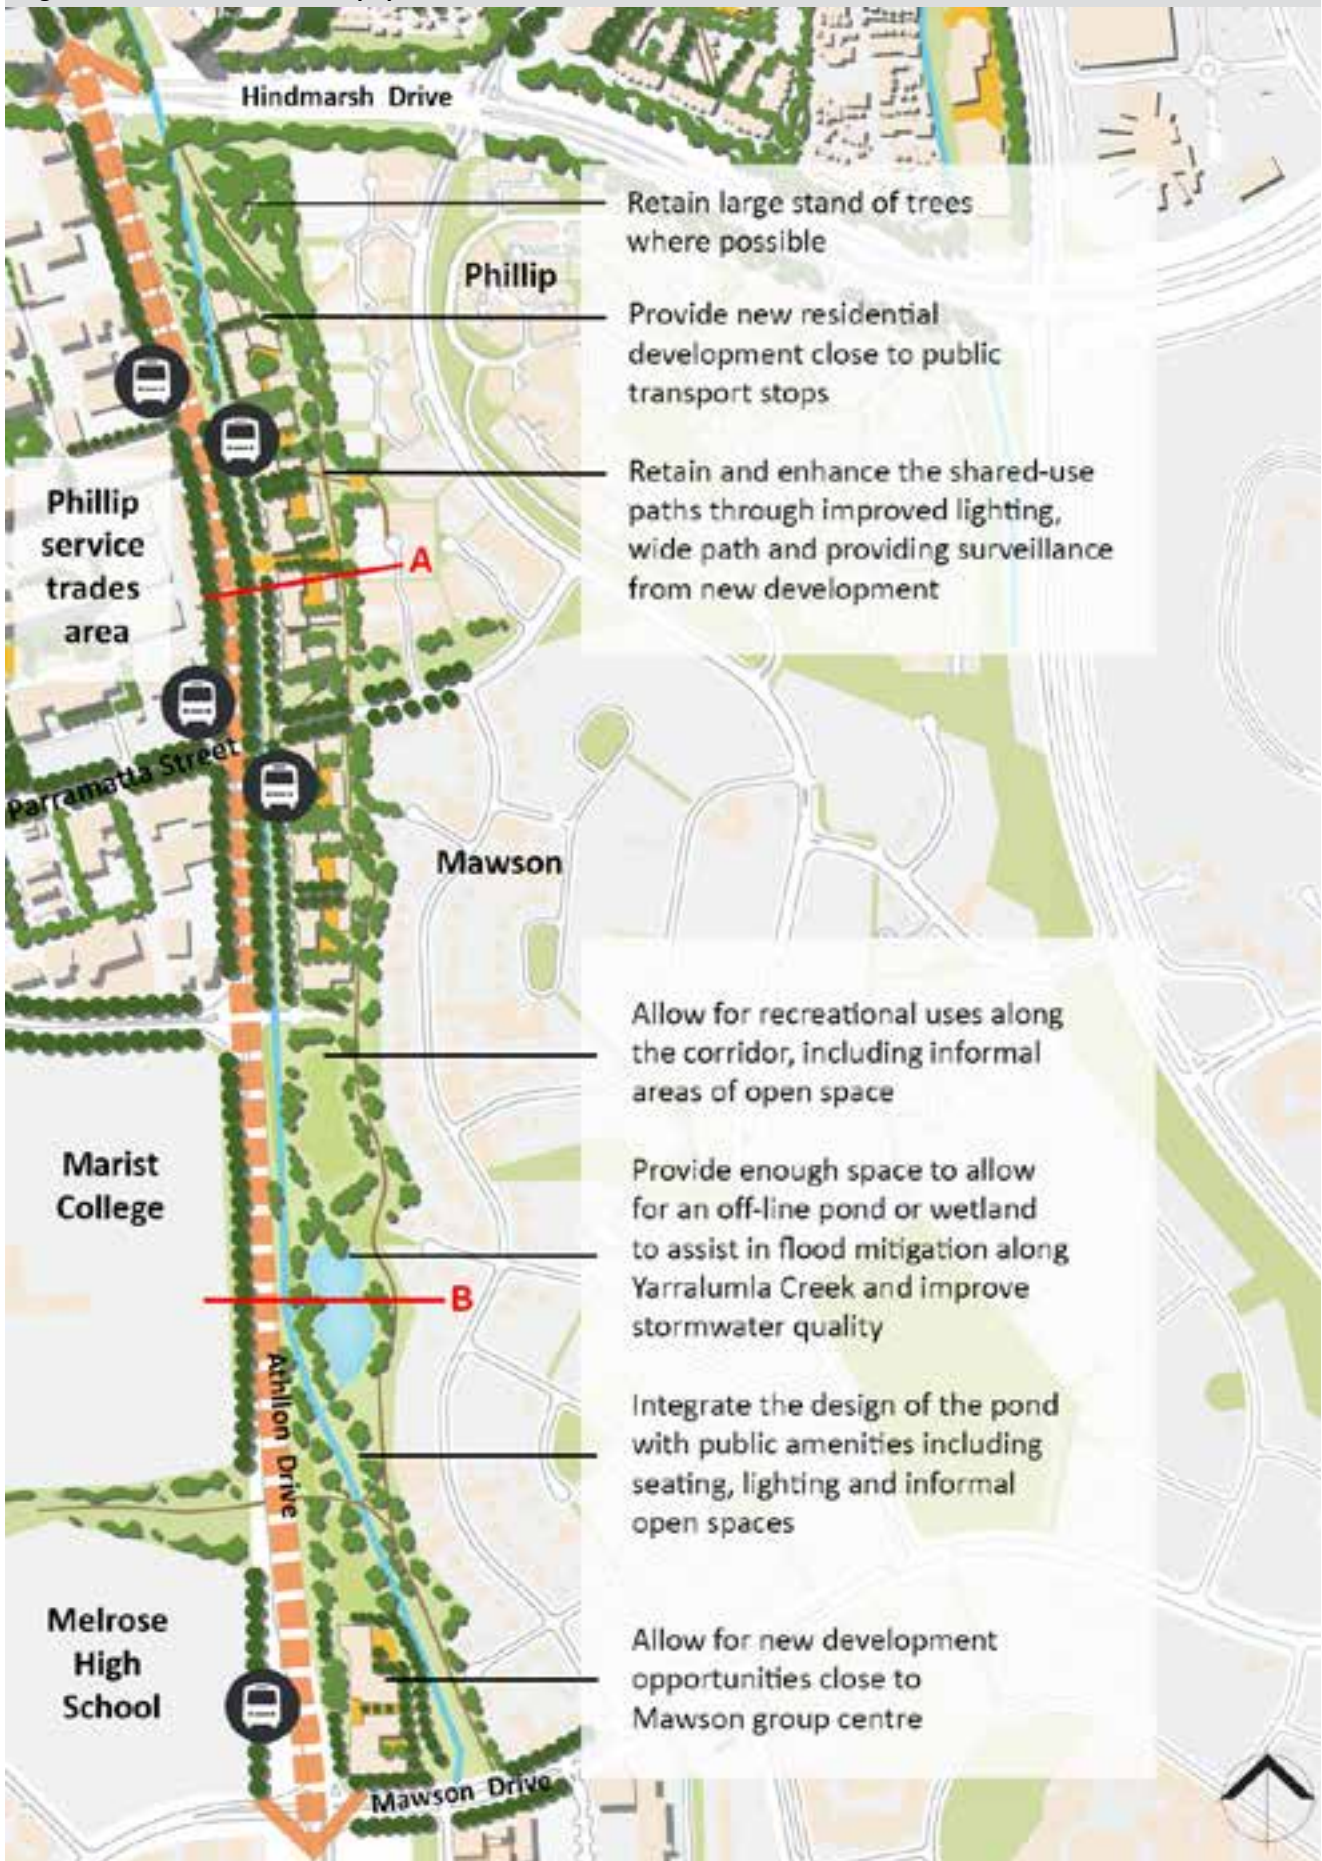 Hindmarsh Drive
Retain large stand of trees
where possible
Phillip
Provide new residential
development close to public
transport stops
Retain and enhance the shared-use
paths through improved lighting,
wide path and providing surveillance
from new development
Phillip
service
trades
area
A
Parramatta Street
Mawson
Allow for recreational uses along
the corridor, including informal
areas of open space
Marist
College
Provide enough space to allow
for an off-line pond or wetland
to assist in flood mitigation along
Yarralumla Creek and improve
stormwater quality
B
Athllon Drive
Integrate the design of the pond
with public amenities including
seating, lighting and informal
open spaces
Melrose
High
School
Allow for new development
opportunities close to
Mawson group centre
Mawson Drive